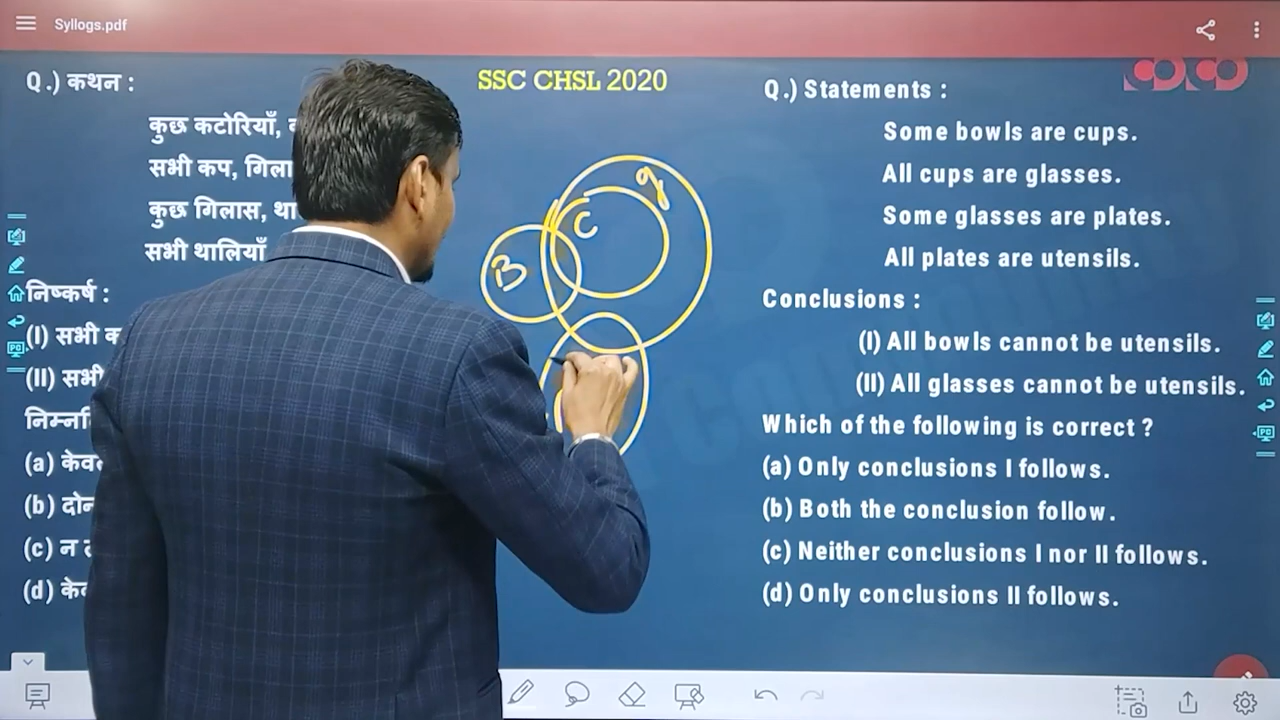 Syllogs.pdf
SSC CHSL 2020
Q.) कथन :
कुछ कटोरियाँ,
सभी कप,
कुछ गिलास,
सभी थालियाँ
निष्कर्ष :
(I) सभी
(II) सभी
(a)
(b)
(c) न
(d)
B
C
g
Q.) Statements :
Some bowls are cups.
All cups are glasses.
Some glasses are plates.
All plates are utensils.
Conclusions :
(I) All bowls cannot be utensils.
(II) All glasses cannot be utensils.
Which of the following is correct ?
(a) Only conclusions I follows.
(b) Both the conclusion follow.
(c) Neither conclusions I nor II follows.
(d) Only conclusions II follows.